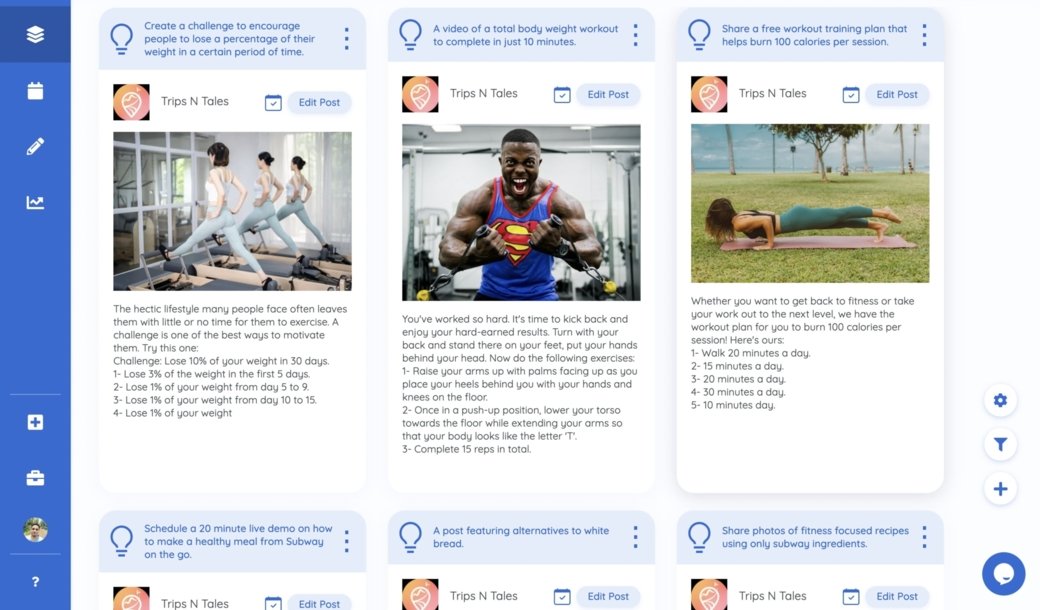 Create a challenge to encourage
people to lose a percentage of their
weight in a certain period of time.
Trips N Tales
Edit Post
The hectic lifestyle many people face often leaves
them with little or no time for them to exercise. A
challenge is one of the best ways to motivate
them. Try this one:
Challenge: Lose 10% of your weight in 30 days.
1- Lose 3% of the weight in the first 5 days.
2- Lose 1% of your weight from day 5 to 9.
3- Lose 1% of your weight from day 10 to 15.
4- Lose 1% of your weight
A video of a total body weight workout
to complete in just 10 minutes.
Trips N Tales
Edit Post
You've worked so hard. It's time to kick back and
enjoy your hard-earned results. Turn with your
back and stand there on your feet, put your hands
behind your head. Now do the following exercises:
1- Raise your arms up with palms facing up as you
place your heels behind you with your hands and
knees on the floor.
2- Once in a push-up position, lower your torso
towards the floor while extending your arms so
that your body looks like the letter 'T'.
3- Complete 15 reps in total.
Share a free workout training plan that
helps burn 100 calories per session.
Trips N Tales
Edit Post
Whether you want to get back to fitness or take
your work out to the next level, we have the
workout plan for you to burn 100 calories per
session! Here's ours:
1- Walk 20 minutes a day.
2- 15 minutes a day.
3- 20 minutes a day.
4- 30 minutes a day.
5- 10 minutes day.
Schedule a 20 minute live demo on how
to make a healthy meal from Subway
on the go.
Trips N Tales
Edit Post
A post featuring alternatives to white
bread.
Trips N Tales
Edit Post
Share photos of fitness focused recipes
using only subway ingredients.
Trips N Tales
Edit Post
?